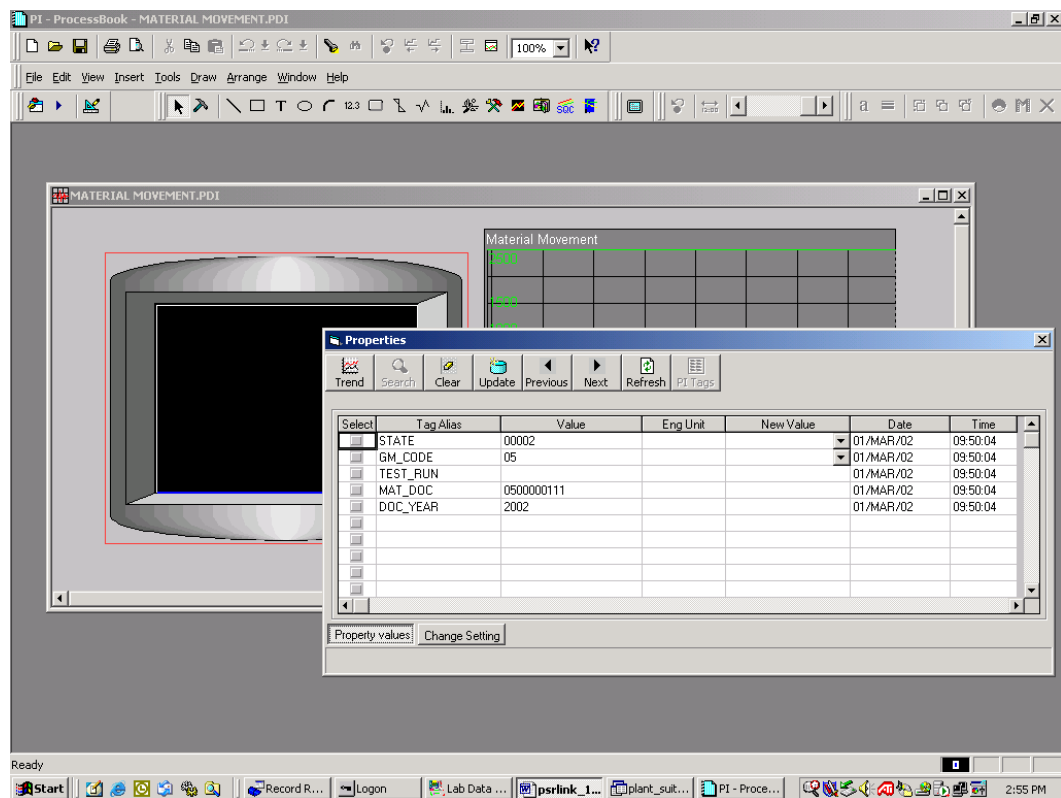 PI - ProcessBook - MATERIAL MOVEMENT.PDI
100%
File Edit View Insert Tools Draw Arrange Window Help
T 12.3 SQC a M
MATERIAL MOVEMENT.PDI
Material Movement
2500
1500
Properties
Trend Search Clear Update Previous Next Refresh PI Tags
Select Tag Alias Value Eng Unit New Value Date Time
STATE 00002 01/MAR/02 09:50:04
GM_CODE 05 01/MAR/02 09:50:04
TEST_RUN 01/MAR/02 09:50:04
MAT_DOC 0500000111 01/MAR/02 09:50:04
DOC_YEAR 2002 01/MAR/02 09:50:04
Property values Change Setting
Ready
Start Record R... Logon Lab Data ... psrlink_1... plant_suit... PI - Proce... 2:55 PM